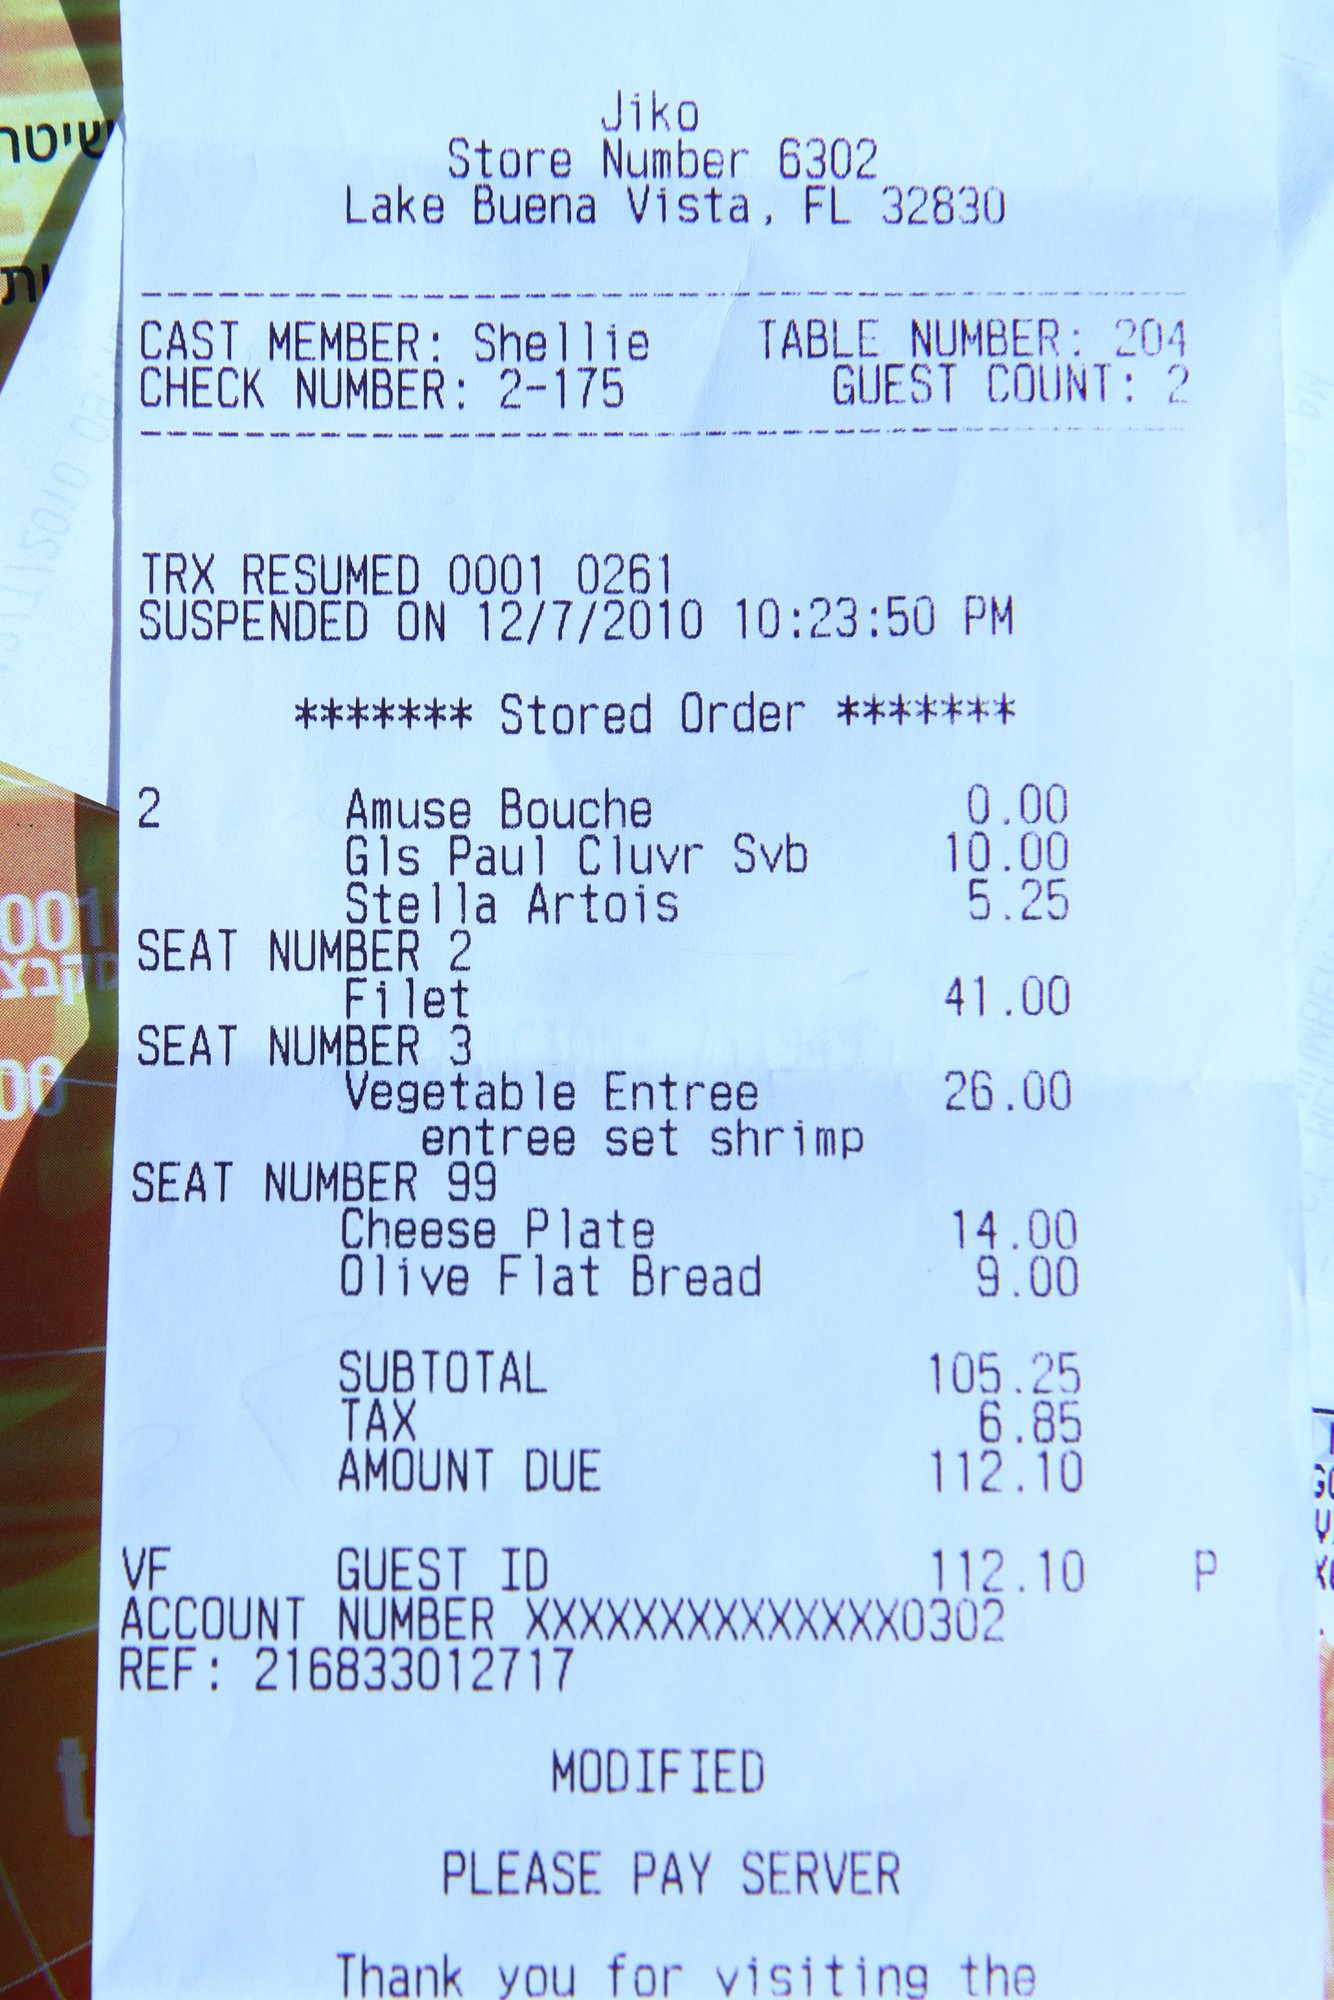 Jiko
Store Number 6302
Lake Buena Vista, FL 32830
CAST MEMBER: Shellie TABLE NUMBER: 204
CHECK NUMBER: 2-175 GUEST COUNT: 2
TRX RESUMED 0001 0261
SUSPENDED ON 12/7/2010 10:23:50 PM
******* Stored Order *******
2 Amuse Bouche 0.00
Gls Paul Cluvr Svb 10.00
Stella Artois 5.25
SEAT NUMBER 2
Filet 41.00
SEAT NUMBER 3
Vegetable Entree 26.00
entree set shrimp
SEAT NUMBER 99
Cheese Plate 14.00
Olive Flat Bread 9.00
SUBTOTAL 105.25
TAX 6.85
AMOUNT DUE 112.10
VF GUEST ID 112.10 P
ACCOUNT NUMBER XXXXXXXXXXXXXXX0302
REF: 216833012717
MODIFIED
PLEASE PAY SERVER
Thank you for visiting the